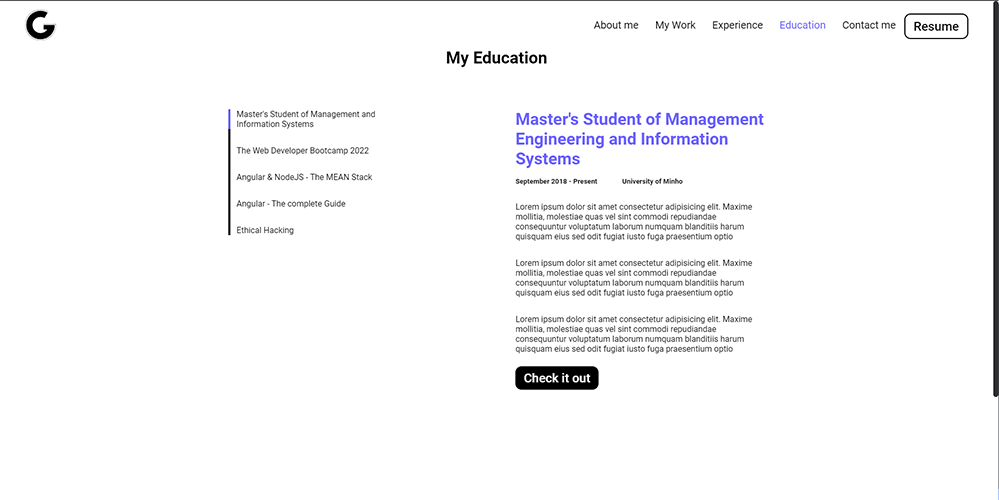 G
About me
My Work
Experience
Education
Contact me
Resume
My Education
Master's Student of Management and
Information Systems
The Web Developer Bootcamp 2022
Angular & NodeJS - The MEAN Stack
Angular - The complete Guide
Ethical Hacking
Master's Student of Management
Engineering and Information
Systems
September 2018 - Present
University of Minho
Lorem ipsum dolor sit amet consectetur adipisicing elit. Maxime
mollitia, molestiae quas vel sint commodi repudiandae
consequuntur voluptatum laborum numquam blanditiis harum
quisquam eius sed odit fugiat iusto fuga praesentium optio
Lorem ipsum dolor sit amet consectetur adipisicing elit. Maxime
mollitia, molestiae quas vel sint commodi repudiandae
consequuntur voluptatum laborum numquam blanditiis harum
quisquam eius sed odit fugiat iusto fuga praesentium optio
Lorem ipsum dolor sit amet consectetur adipisicing elit. Maxime
mollitia, molestiae quas vel sint commodi repudiandae
consequuntur voluptatum laborum numquam blanditiis harum
quisquam eius sed odit fugiat iusto fuga praesentium optio
Check it out